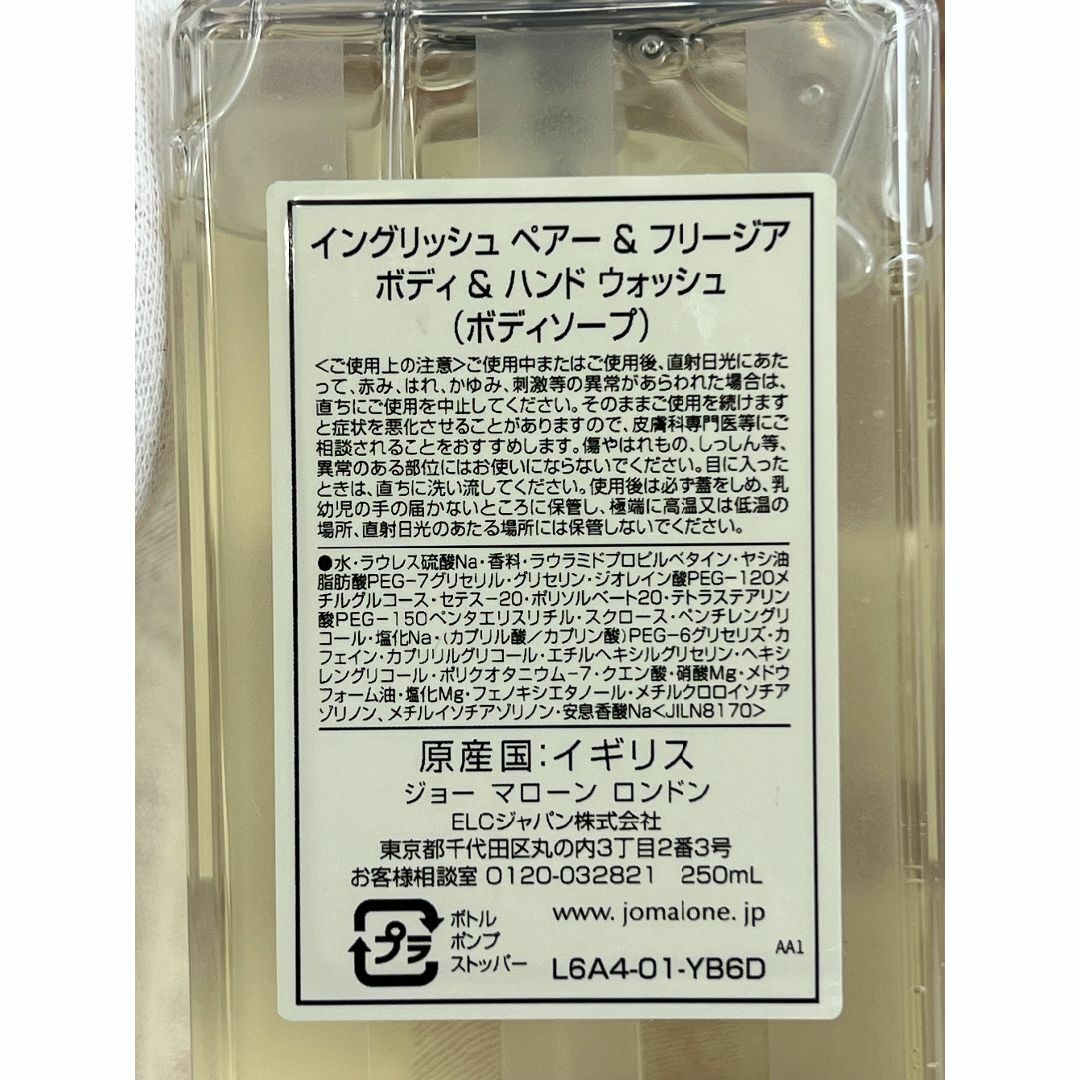 イングリッシュ ペアー & フリージア
ボディ & ハンド ウォッシュ
(ボディソープ)
<ご使用上の注意>ご使用中またはご使用後、直射日光にあた
って、赤み、はれ、かゆみ、刺激等の異常があらわれた場合は、
直ちにご使用を中止してください。そのままご使用を続けます
と症状を悪化させることがありますので、皮膚科専門医等にご
相談されることをおすすめします。傷やはれもの、しっしん等、
異常のある部位にはお使いにならないでください。目に入った
ときは、直ちに洗い流してください。使用後は必ず蓋をしめ、乳
幼児の手の届かないところに保管し、極端に高温又は低温の
場所、直射日光のあたる場所には保管しないでください。
●水・ラウレス硫酸Na・香料・ラウラミドプロピルベタイン・ヤシ油
脂肪酸PEG-7グリセリル・グリセリン・ジオレイン酸PEG-120メ
チルグルコース・セテス-20・ポリソルベート20・テトラステアリン
酸PEG-150ペンタエリスリチル・スクロース・ペンチレングリ
コール・塩化Na・(カプリル酸/カプリン酸)PEG-6グリセリズ・カ
フェイン・カプリリルグリコール・エチルヘキシルグリセリン・ヘキシ
レングリコール・ポリクオタニウム-7・クエン酸・硝酸Mg・メドウ
フォーム油・塩化Mg・フェノキシエタノール・メチルクロロイソチア
ゾリノン、メチルイソチアゾリノン・安息香酸Na<JILN8170>
原産国:イギリス
ジョー マローン ロンドン
ELCジャパン株式会社
東京都千代田区丸の内3丁目2番3号
お客様相談室 0120-032821 250mL
プラ
ボトル
ポンプ
ストッパー
www.jomalone.jp
AA1
L6A4-01-YB6D